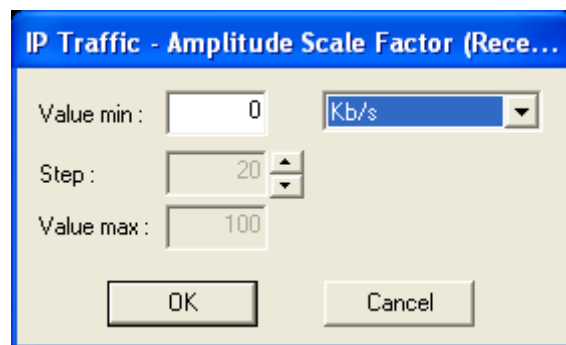 IP Traffic - Amplitude Scale Factor (Rece...
Value min : 0 Kb/s
Step : 20
Value max : 100
OK Cancel